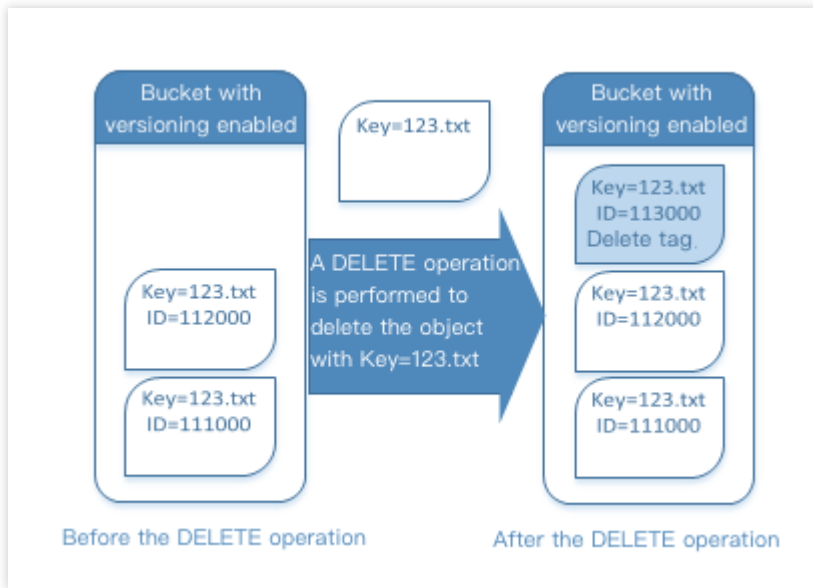 Bucket with
versioning enabled
Key=123.txt
ID=112000
Key=123.txt
ID=111000
Key=123.txt
A DELETE operation
is performed to
delete the object
with Key=123.txt
Bucket with
versioning enabled
Key=123.txt
ID=113000
Delete tag.
Key=123.txt
ID=112000
Key=123.txt
ID=111000
Before the DELETE operation
After the DELETE operation